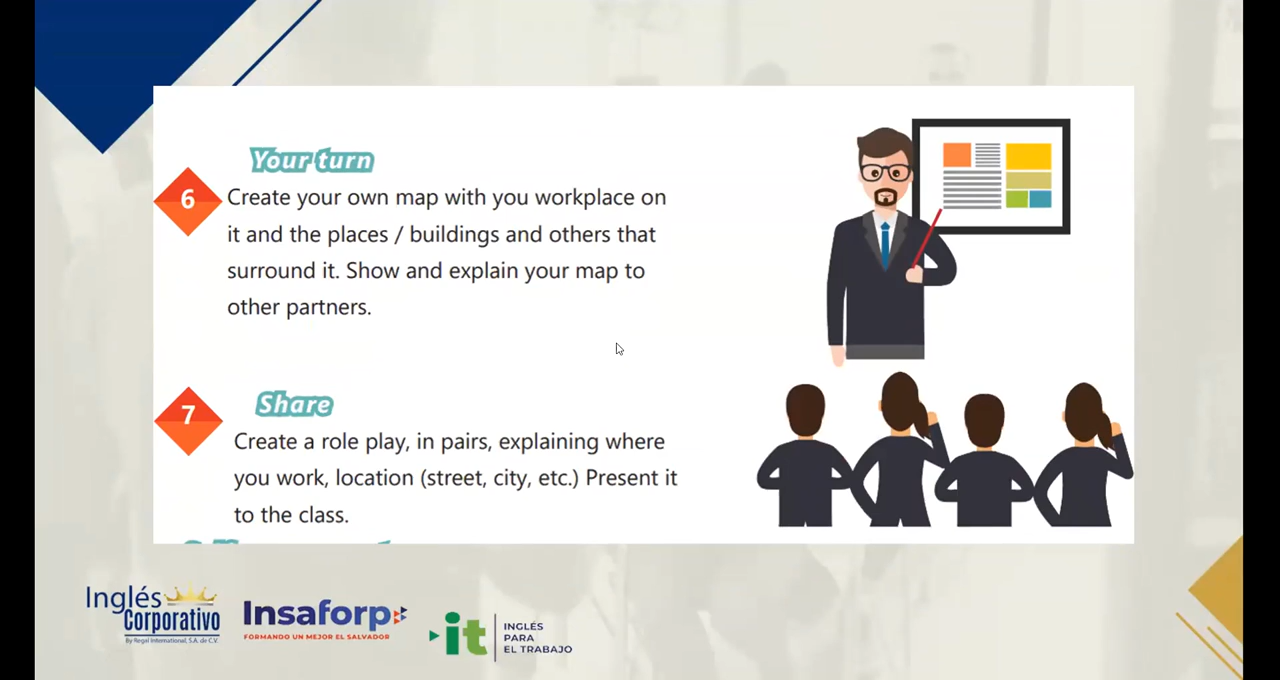 Your turn
6
Create your own map with you workplace on
it and the places / buildings and others that
surround it. Show and explain your map to
other partners.
7
Share
Create a role play, in pairs, explaining where
you work, location (street, city, etc.) Present it
to the class.
Inglés
Corporativo
By Regal International, S.A. de C.V.
Insaforp
FORMANDO UN MEJOR EL SALVADOR
it
INGLÉS
PARA
EL TRABAJO